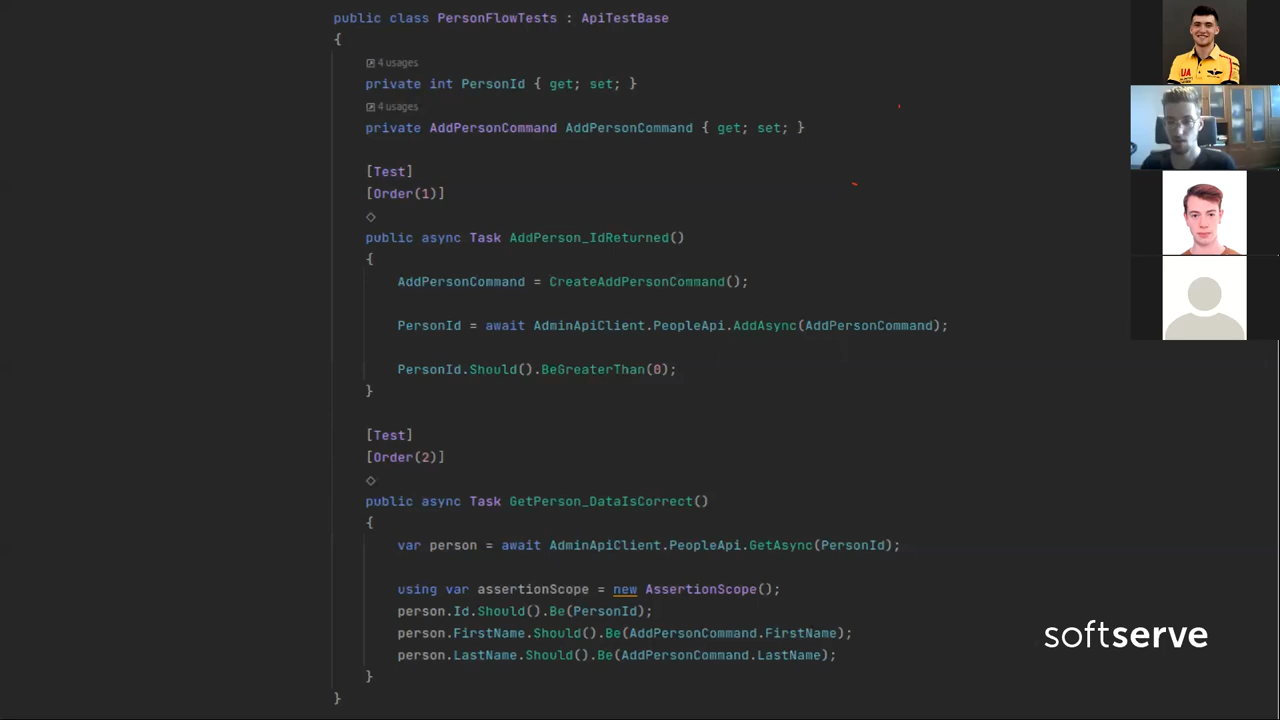 public class PersonFlowTests : ApiTestBase
{
4 usages
private int PersonId { get; set; }
4 usages
private AddPersonCommand AddPersonCommand { get; set; }
[Test]
[Order(1)]
public async Task AddPerson_IdReturned()
{
AddPersonCommand = CreateAddPersonCommand();
PersonId = await AdminApiClient.PeopleApi.AddAsync(AddPersonCommand);
PersonId.Should().BeGreaterThan(0);
}
[Test]
[Order(2)]
public async Task GetPerson_DataIsCorrect()
{
var person = await AdminApiClient.PeopleApi.GetAsync(PersonId);
using var assertionScope = new AssertionScope();
person.Id.Should().Be(PersonId);
person.FirstName.Should().Be(AddPersonCommand.FirstName);
person.LastName.Should().Be(AddPersonCommand.LastName);
}
}
UA
softserve